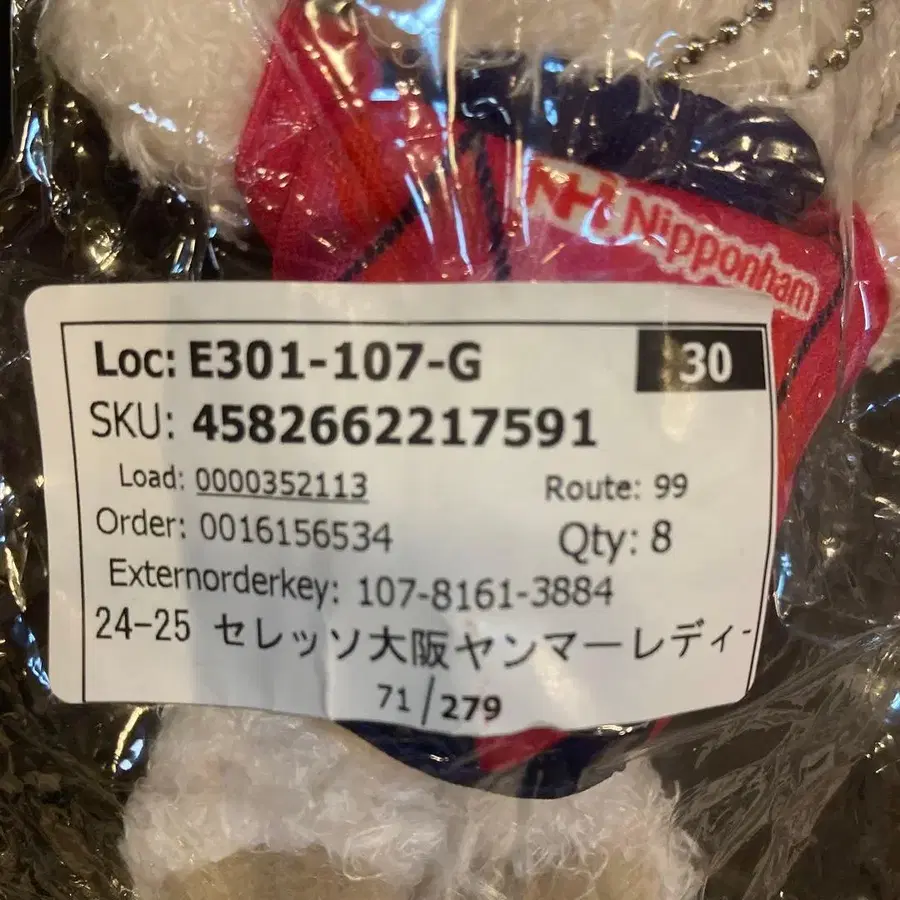 NH Nipponham
Loc: E301-107-G 30
SKU: 4582662217591
Load: 0000352113 Route: 99
Order: 0016156534 Qty: 8
Externorderkey: 107-8161-3884
24-25 セレッソ大阪ヤンマーレディ-
71/279